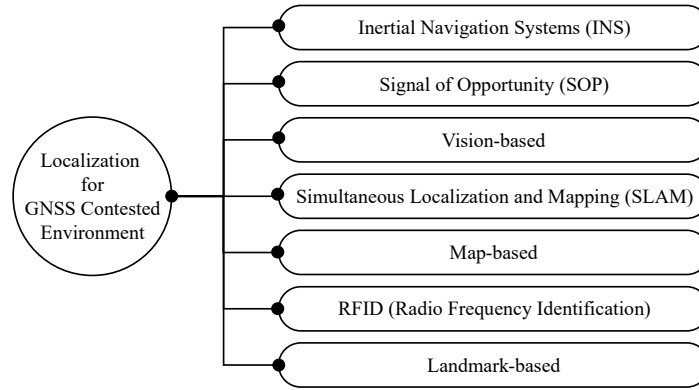 Localization
for
GNSS Contested
Environment
Inertial Navigation Systems (INS)
Signal of Opportunity (SOP)
Vision-based
Simultaneous Localization and Mapping (SLAM)
Map-based
RFID (Radio Frequency Identification)
Landmark-based